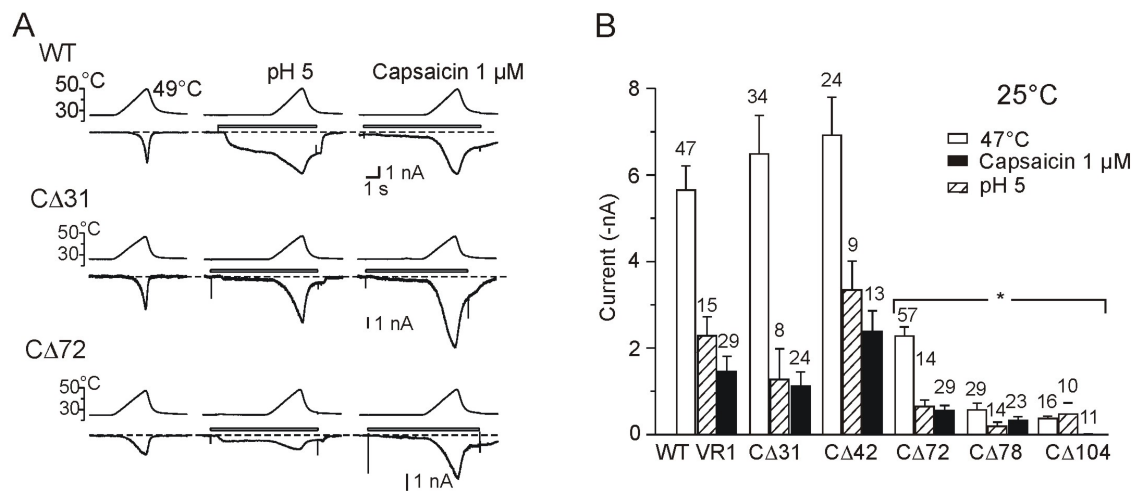 A
WT
50°C
30
49°C
pH 5
Capsaicin 1 µM
1 nA
1 s
CΔ31
50°C
30
1 nA
CΔ72
50°C
30
1 nA
B
25°C
47°C
Capsaicin 1 µM
pH 5
Current (-nA)
8
6
4
2
0
47
15
29
34
8
24
24
9
13
*
57
14
29
29
14
23
16
10
11
WT VR1 CΔ31 CΔ42 CΔ72 CΔ78 CΔ104